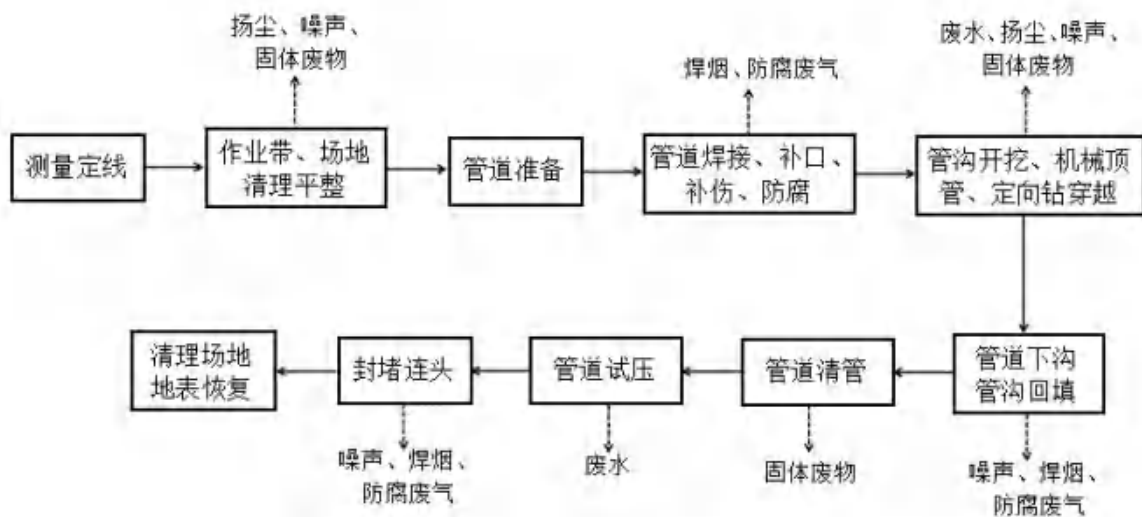 扬尘、噪声、
固体废物
焊烟、防腐废气
废水、扬尘、噪声、
固体废物
测量定线
作业带、场地
清理平整
管道准备
管道焊接、补口、
补伤、防腐
管沟开挖、机械顶
管、定向钻穿越
清理场地
地表恢复
封堵连头
管道试压
管道清管
管道下沟
管沟回填
噪声、焊烟、
防腐废气
废水
固体废物
噪声、焊烟、
防腐废气